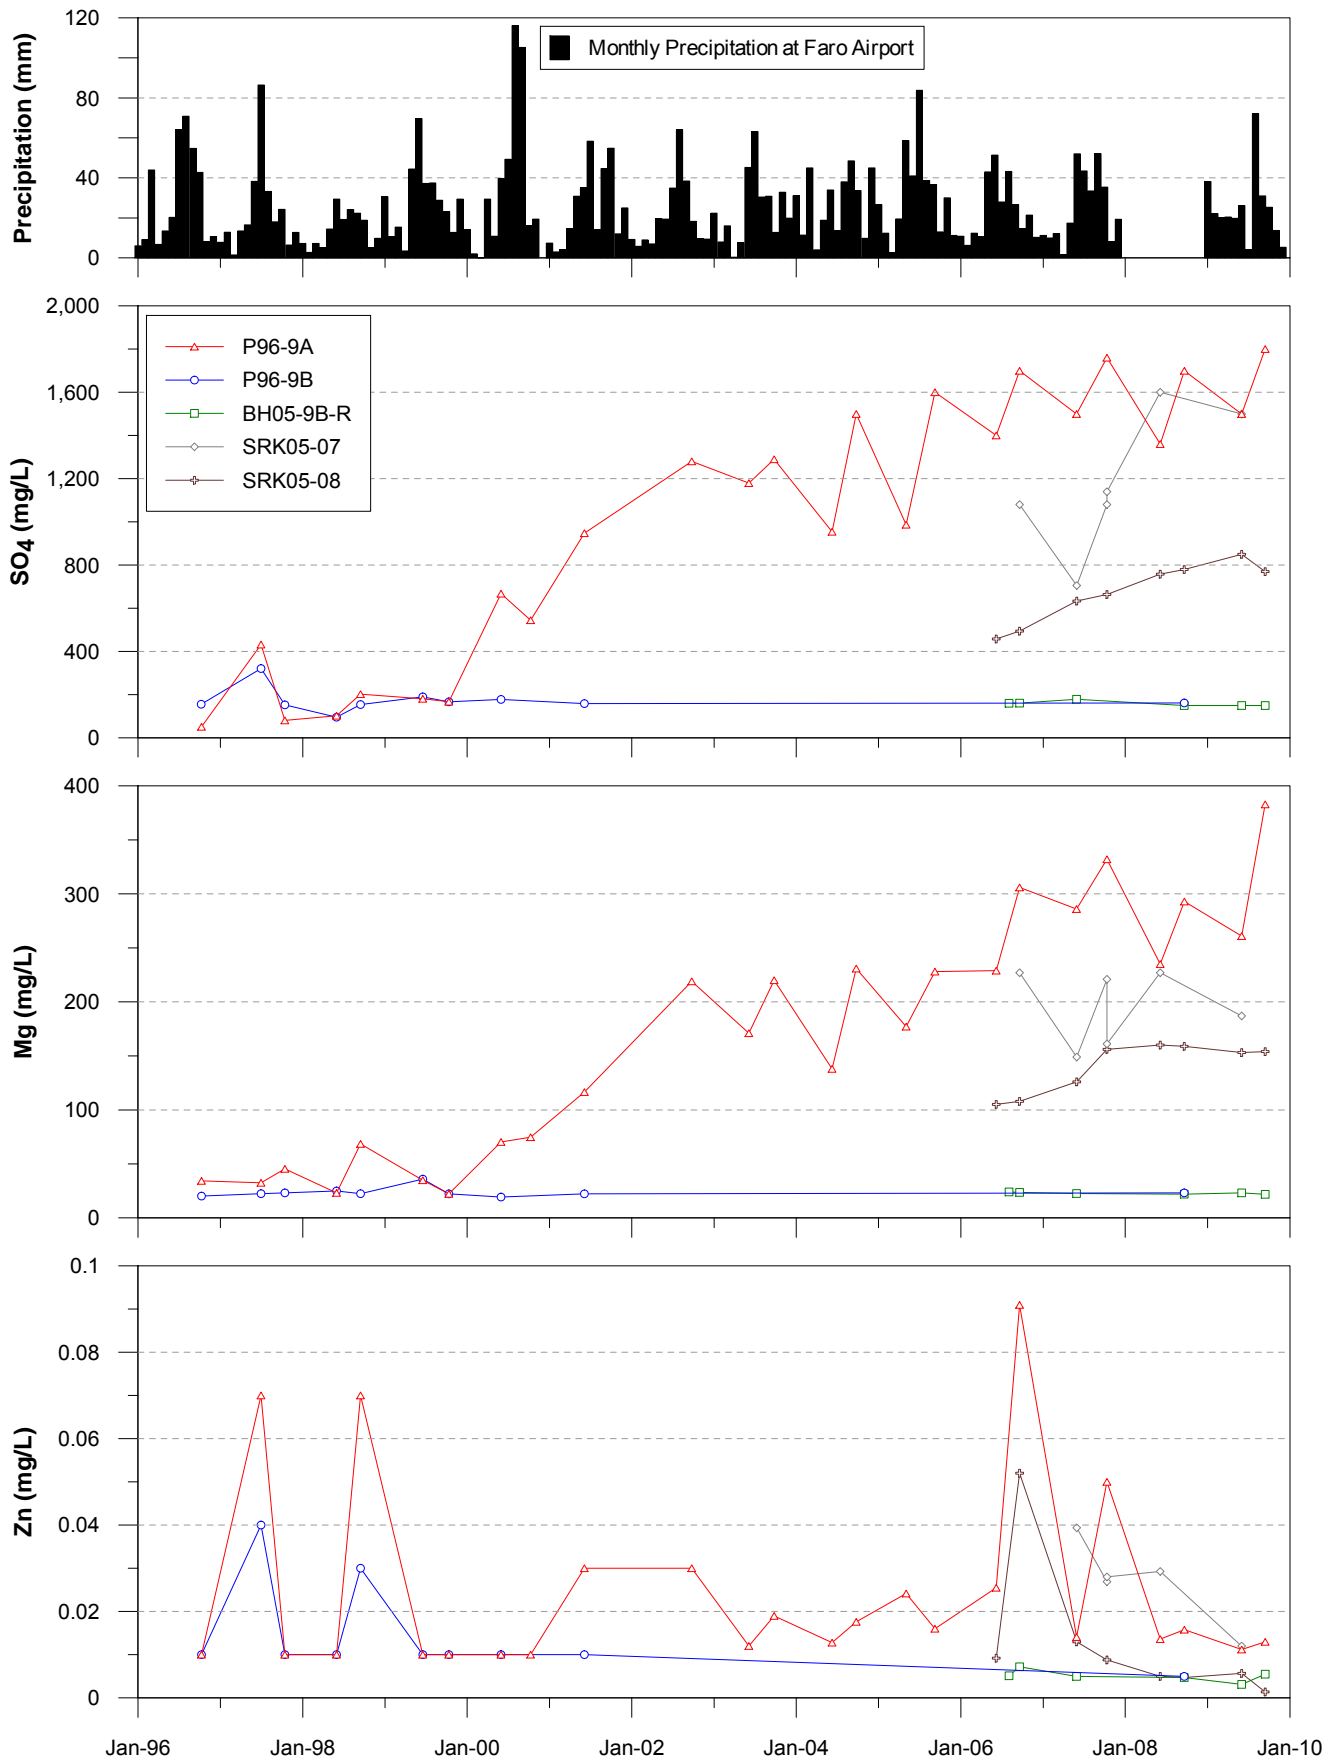 120
80
40
0
Precipitation (mm)
Monthly Precipitation at Faro Airport
2,000
1,600
1,200
800
400
0
SO4 (mg/L)
P96-9A
P96-9B
BH05-9B-R
SRK05-07
SRK05-08
400
300
200
100
0
Mg (mg/L)
0.1
0.08
0.06
0.04
0.02
0
Zn (mg/L)
Jan-96 Jan-98 Jan-00 Jan-02 Jan-04 Jan-06 Jan-08 Jan-10